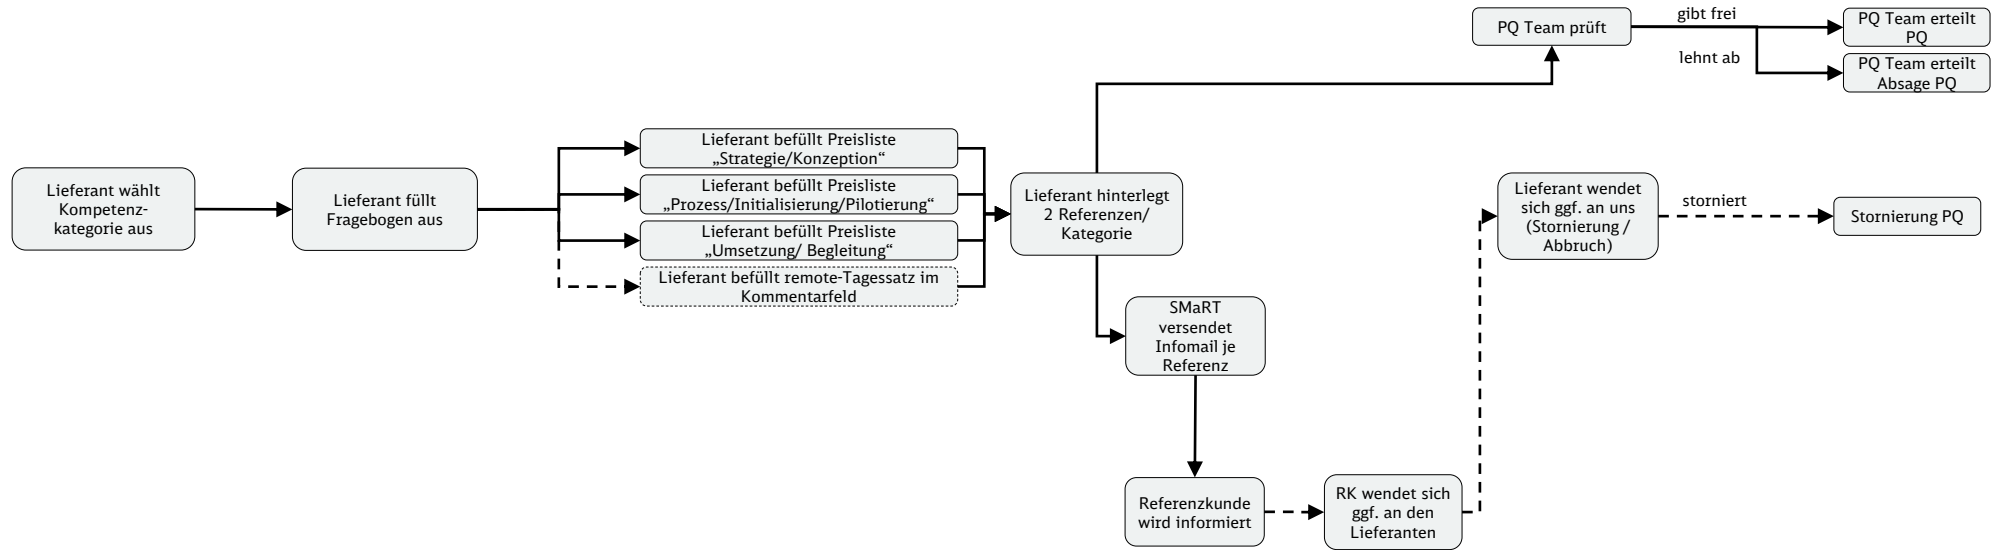 Lieferant wählt
Kompetenz-
kategorie aus
Lieferant füllt
Fragebogen aus
Lieferant befüllt Preisliste
„Strategie/Konzeption“
Lieferant befüllt Preisliste
„Prozess/Initialisierung/Pilotierung“
Lieferant befüllt Preisliste
„Umsetzung/ Begleitung“
Lieferant befüllt remote-Tagessatz im
Kommentarfeld
Lieferant hinterlegt
2 Referenzen/
Kategorie
PQ Team prüft
gibt frei
lehnt ab
PQ Team erteilt
PQ
PQ Team erteilt
Absage PQ
SMaRT
versendet
Infomail je
Referenz
Referenzkunde
wird informiert
RK wendet sich
ggf. an den
Lieferanten
Lieferant wendet
sich ggf. an uns
(Stornierung /
Abbruch)
storniert
Stornierung PQ